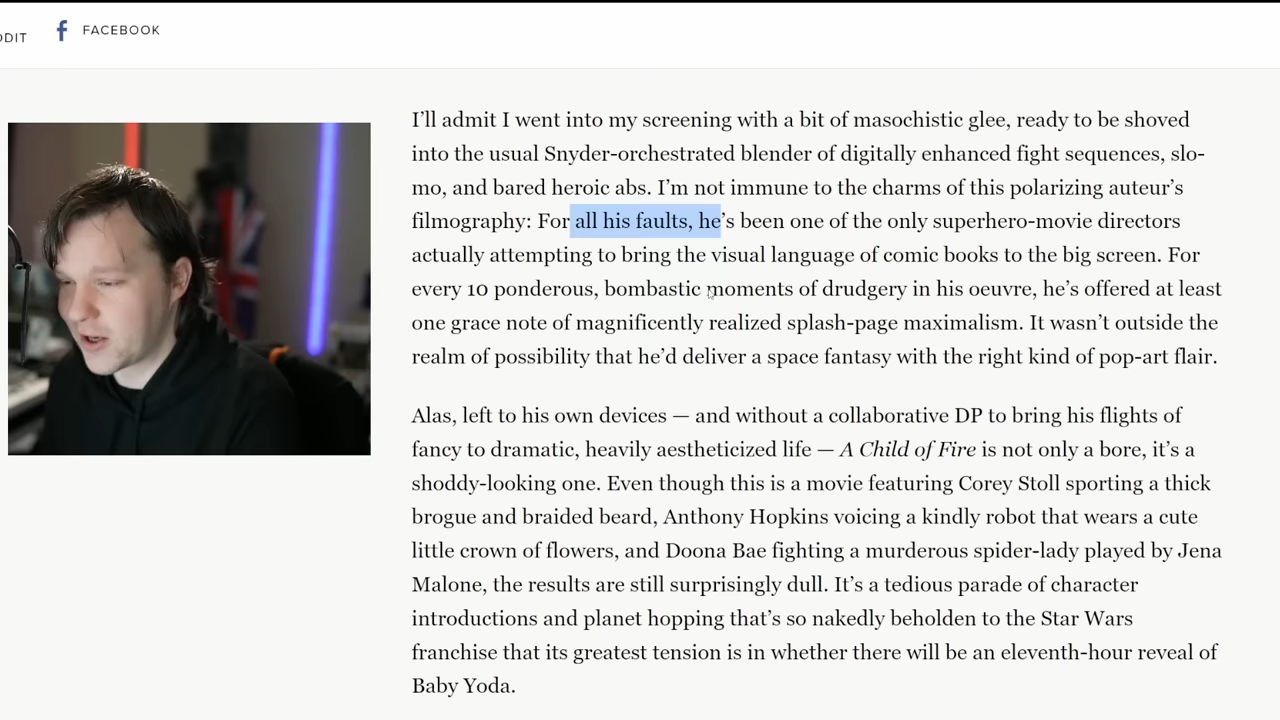 DDIT
FACEBOOK
I’ll admit I went into my screening with a bit of masochistic glee, ready to be shoved
into the usual Snyder-orchestrated blender of digitally enhanced fight sequences, slo-
mo, and bared heroic abs. I’m not immune to the charms of this polarizing auteur’s
filmography: For all his faults, he’s been one of the only superhero-movie directors
actually attempting to bring the visual language of comic books to the big screen. For
every 10 ponderous, bombastic moments of drudgery in his oeuvre, he’s offered at least
one grace note of magnificently realized splash-page maximalism. It wasn’t outside the
realm of possibility that he’d deliver a space fantasy with the right kind of pop-art flair.
Alas, left to his own devices — and without a collaborative DP to bring his flights of
fancy to dramatic, heavily aestheticized life — A Child of Fire is not only a bore, it’s a
shoddy-looking one. Even though this is a movie featuring Corey Stoll sporting a thick
brogue and braided beard, Anthony Hopkins voicing a kindly robot that wears a cute
little crown of flowers, and Doona Bae fighting a murderous spider-lady played by Jena
Malone, the results are still surprisingly dull. It’s a tedious parade of character
introductions and planet hopping that’s so nakedly beholden to the Star Wars
franchise that its greatest tension is in whether there will be an eleventh-hour reveal of
Baby Yoda.